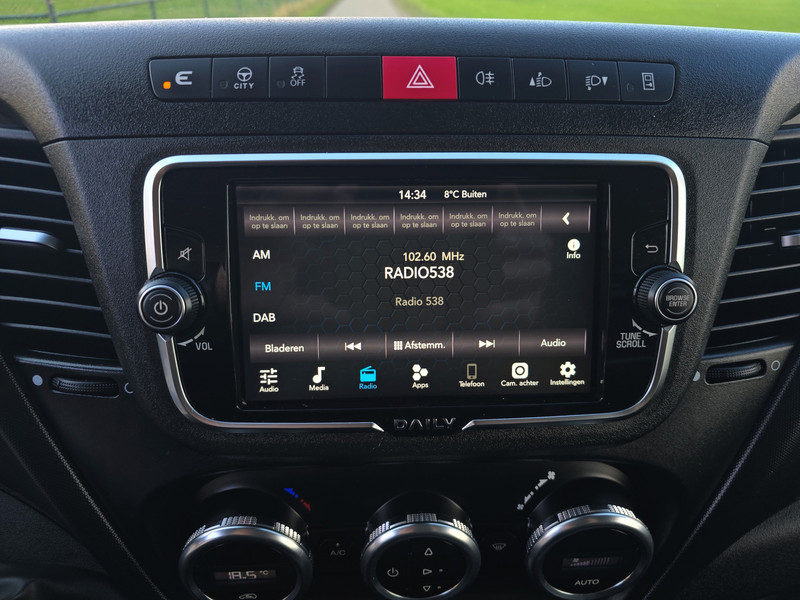 E
CITY
OFF
14:34 8°C Buiten
Indrukk. om op te slaan
Indrukk. om op te slaan
Indrukk. om op te slaan
Indrukk. om op te slaan
Indrukk. om op te slaan
Indrukk. om op te slaan
AM
102.60 MHz
Info
RADIO538
FM
Radio 538
DAB
Bladeren
Afstemm.
Audio
Audio
Media
Radio
Apps
Telefoon
Cam. achter
Instellingen
VOL
BROWSE
ENTER
TUNE
SCROLL
DAILY
A/C
18.5 °C
AUTO